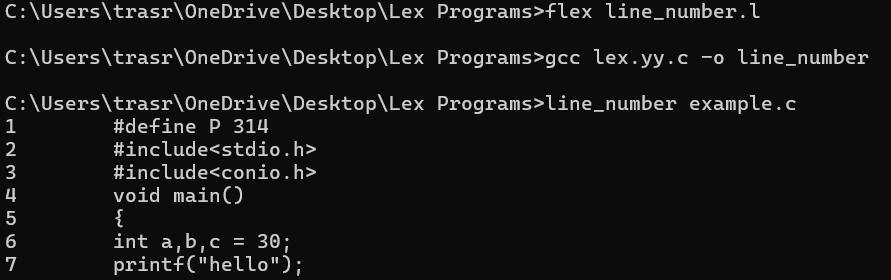 C:\Users\trasr\OneDrive\Desktop\Lex Programs>flex line_number.l
C:\Users\trasr\OneDrive\Desktop\Lex Programs>gcc lex.yy.c -o line_number
C:\Users\trasr\OneDrive\Desktop\Lex Programs>line_number example.c
1 #define P 314
2 #include<stdio.h>
3 #include<conio.h>
4 void main()
5 {
6 int a,b,c = 30;
7 printf("hello");